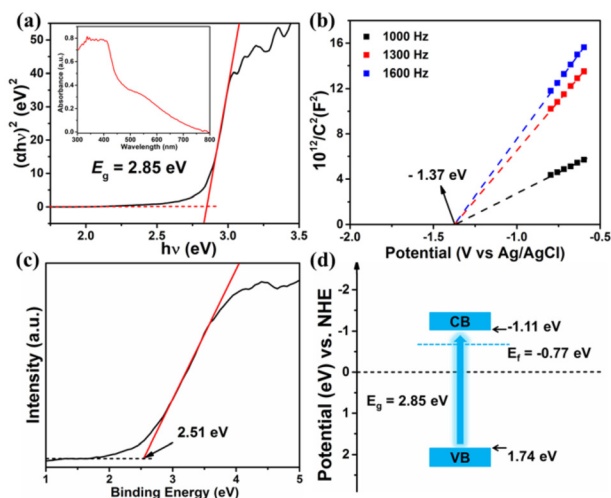 (a)
(αhν)² (eV)²
50
40
30
20
10
0
Absorbance (a.u.)
0.8
0.6
0.4
0.2
0.0
300 400 500 600 700 800
Wavelength (nm)
Eg = 2.85 eV
2.0 2.5 3.0 3.5
hν (eV)
(b)
10¹²/C²(F²)
16
12
8
4
0
1000 Hz
1300 Hz
1600 Hz
- 1.37 eV
-2.0 -1.5 -1.0 -0.5
Potential (V vs Ag/AgCl)
(c)
Intensity (a.u.)
2.51 eV
1 2 3 4 5
Binding Energy (eV)
(d)
Potential (eV) vs. NHE
-2
-1
0
1
2
CB
-1.11 eV
Ef = -0.77 eV
Eg = 2.85 eV
VB
1.74 eV